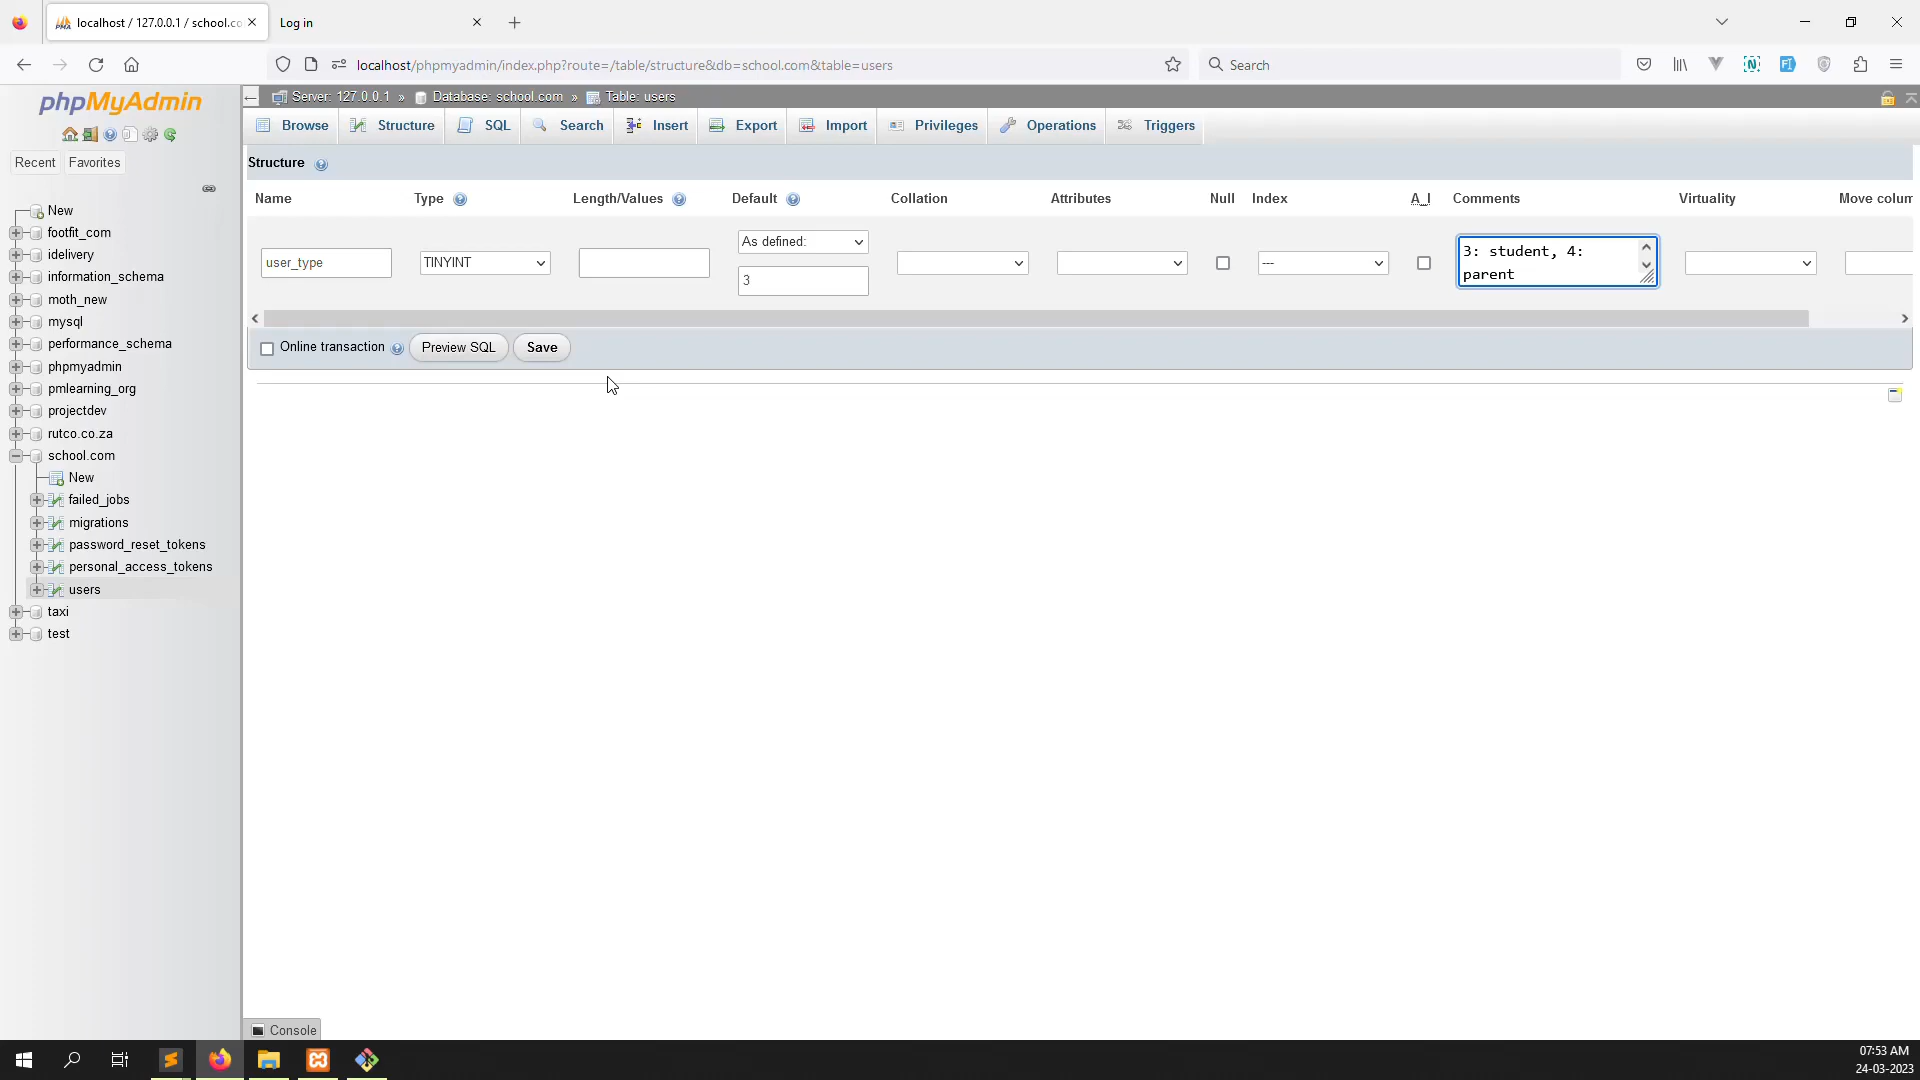 localhost / 127.0.0.1 / school.co
Log in
localhost/phpmyadmin/index.php?route=/table/structure&db=school.com&table=users
Search
phpMyAdmin
Recent
Favorites
New
footfit_com
idelivery
information_schema
moth_new
mysql
performance_schema
phpmyadmin
pmlearning_org
projectdev
rutco.co.za
school.com
New
failed_jobs
migrations
password_reset_tokens
personal_access_tokens
users
taxi
test
Server: 127.0.0.1 » Database: school.com » Table: users
Browse Structure SQL Search Insert Export Import Privileges Operations Triggers
Structure
Name Type Length/Values Default Collation Attributes Null Index A_I Comments Virtuality Move colum
user_type TINYINT As defined: --- 3: student, 4:
3 parent
Online transaction Preview SQL Save
Console
07:53 AM
24-03-2023